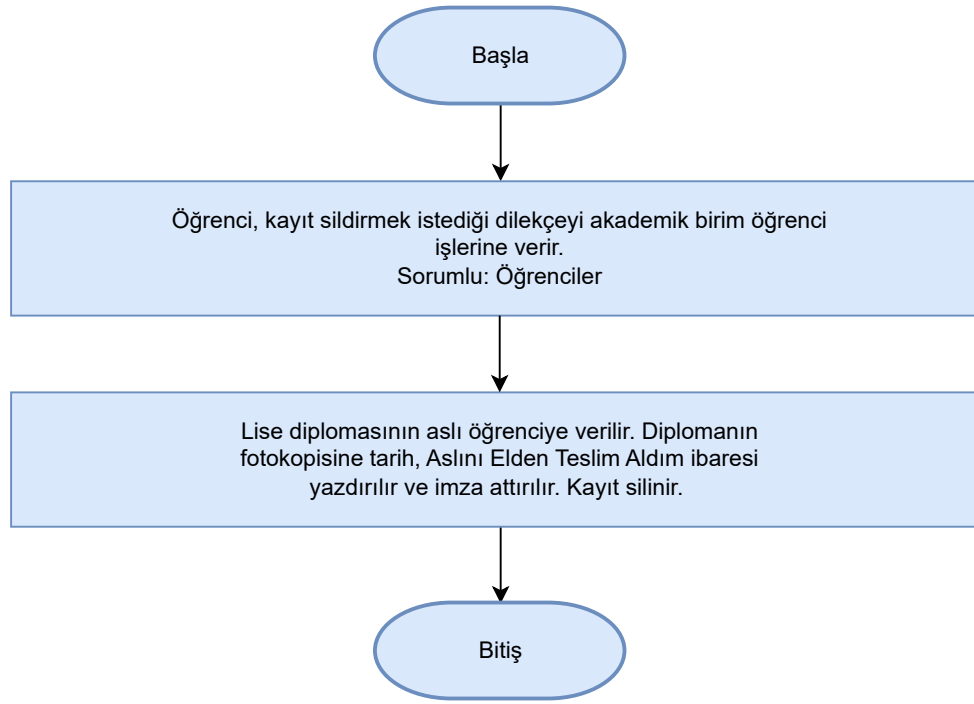 Başla
Öğrenci, kayıt sildirmek istediği dilekçeyi akademik birim öğrenci
işlerine verir.
Sorumlu: Öğrenciler
Lise diplomasının aslı öğrenciye verilir. Diplomanın
fotokopisine tarih, Aslını Elden Teslim Aldım ibaresi
yazdırılır ve imza attırılır. Kayıt silinir.
Bitiş